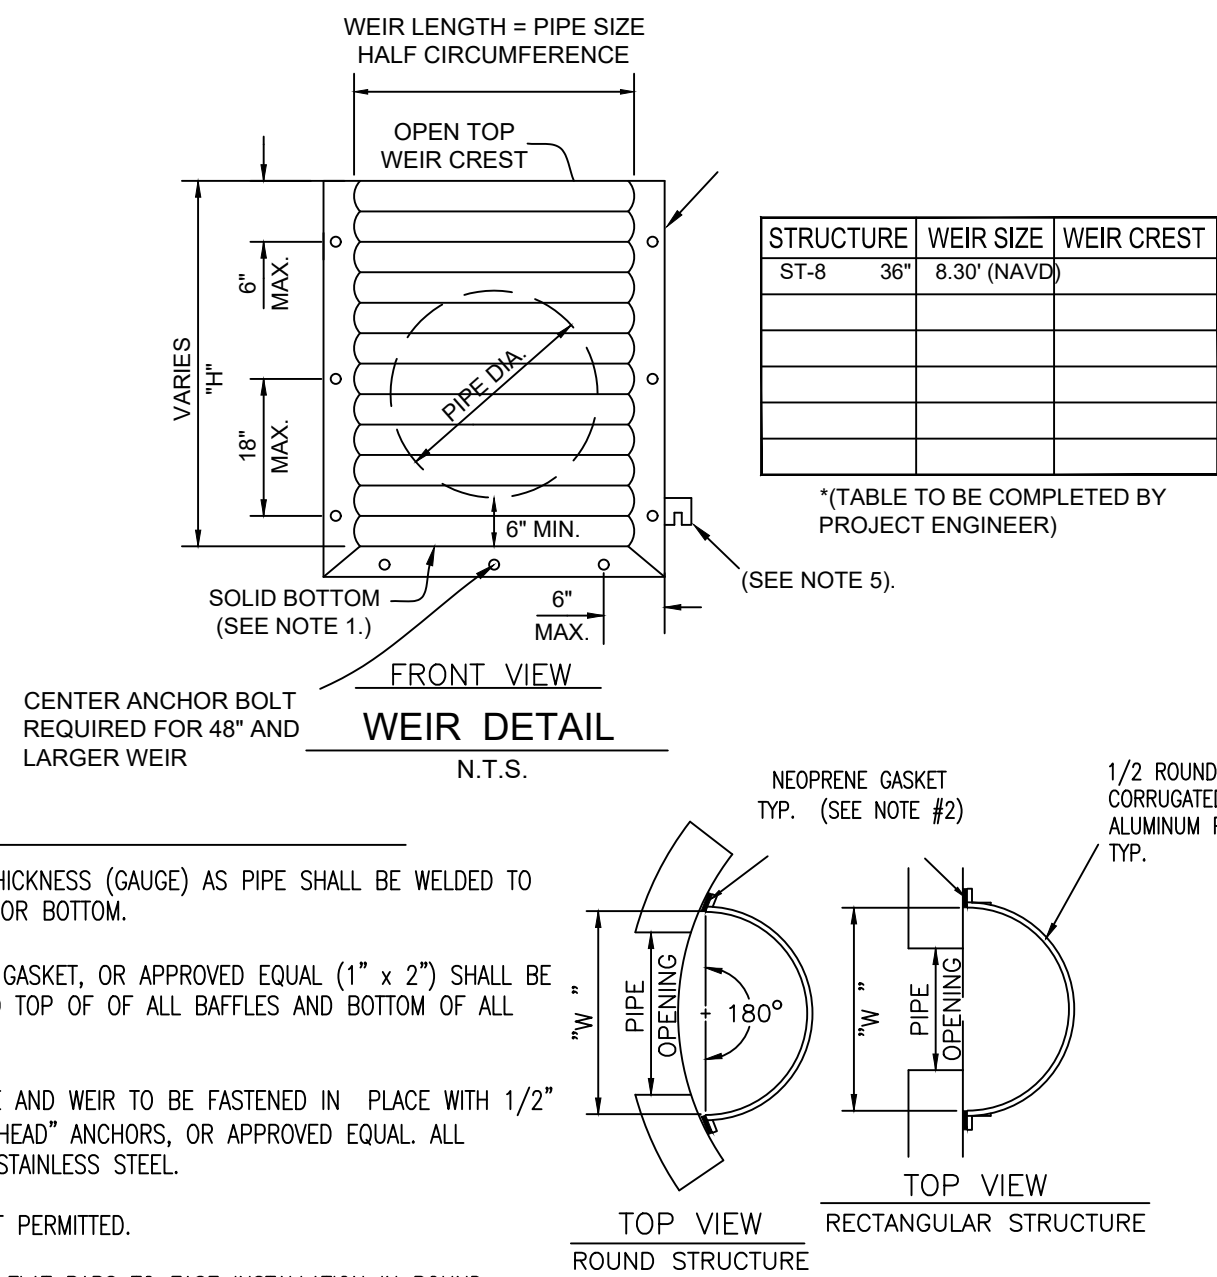 WEIR LENGTH = PIPE SIZE
HALF CIRCUMFERENCE
OPEN TOP
WEIR CREST
6"
MAX.
VARIES
"H"
18"
MAX.
PIPE DIA.
6" MIN.
SOLID BOTTOM
(SEE NOTE 1.)
6"
MAX.
(SEE NOTE 5).
CENTER ANCHOR BOLT
REQUIRED FOR 48" AND
LARGER WEIR
FRONT VIEW
WEIR DETAIL
N.T.S.
STRUCTURE WEIR SIZE WEIR CREST
ST-8 36" 8.30' (NAVD)
*(TABLE TO BE COMPLETED BY
PROJECT ENGINEER)
HICKNESS (GAUGE) AS PIPE SHALL BE WELDED TO
OR BOTTOM.
GASKET, OR APPROVED EQUAL (1" x 2") SHALL BE
TOP OF OF ALL BAFFLES AND BOTTOM OF ALL
AND WEIR TO BE FASTENED IN PLACE WITH 1/2"
HEAD" ANCHORS, OR APPROVED EQUAL. ALL
STAINLESS STEEL.
PERMITTED.
NEOPRENE GASKET
TYP. (SEE NOTE #2)
1/2 ROUND
CORRUGATED
ALUMINUM
TYP.
"W "
PIPE
OPENING
180°
TOP VIEW
ROUND STRUCTURE
"W "
PIPE
OPENING
TOP VIEW
RECTANGULAR STRUCTURE